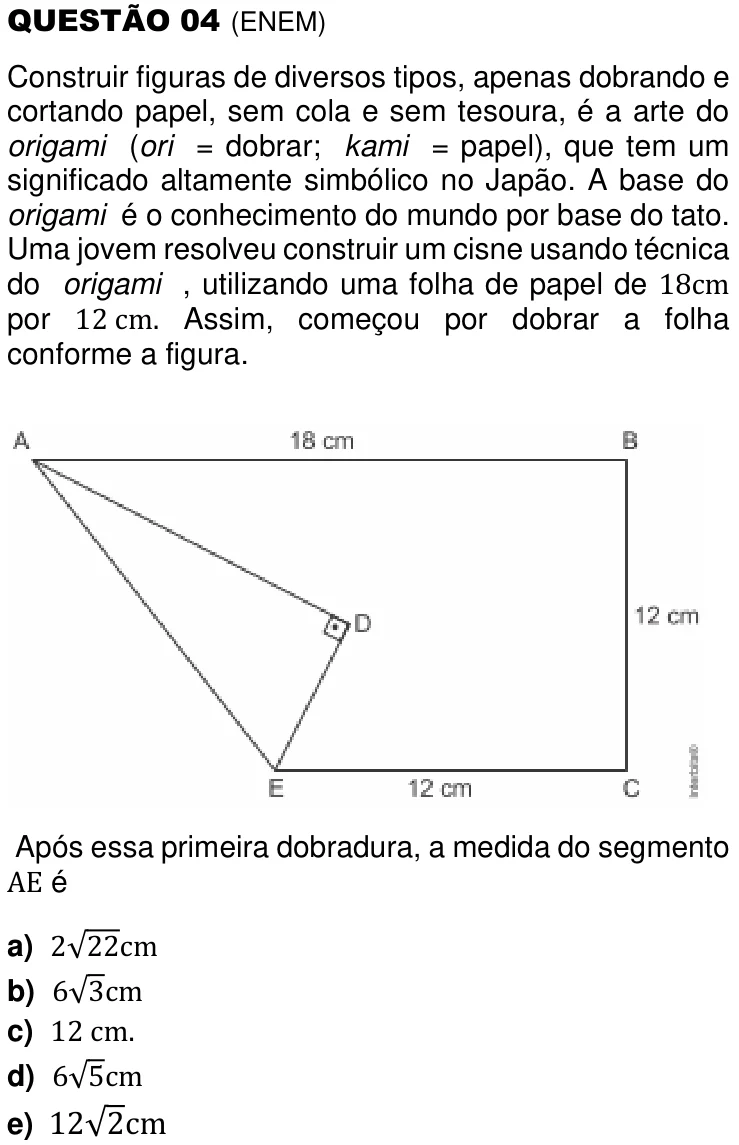 QUESTÃO 04 (ENEM)
Construir figuras de diversos tipos, apenas dobrando e
cortando papel, sem cola e sem tesoura, é a arte do
origami (ori = dobrar; kami = papel), que tem um
significado altamente simbólico no Japão. A base do
origami é o conhecimento do mundo por base do tato.
Uma jovem resolveu construir um cisne usando técnica
do origami , utilizando uma folha de papel de 18cm
por 12 cm. Assim, começou por dobrar a folha
conforme a figura.
A 18 cm B
D 12 cm
E 12 cm C
Interbits©
Após essa primeira dobradura, a medida do segmento
AE é
a) 2√22cm
b) 6√3cm
c) 12 cm.
d) 6√5cm
e) 12√2cm